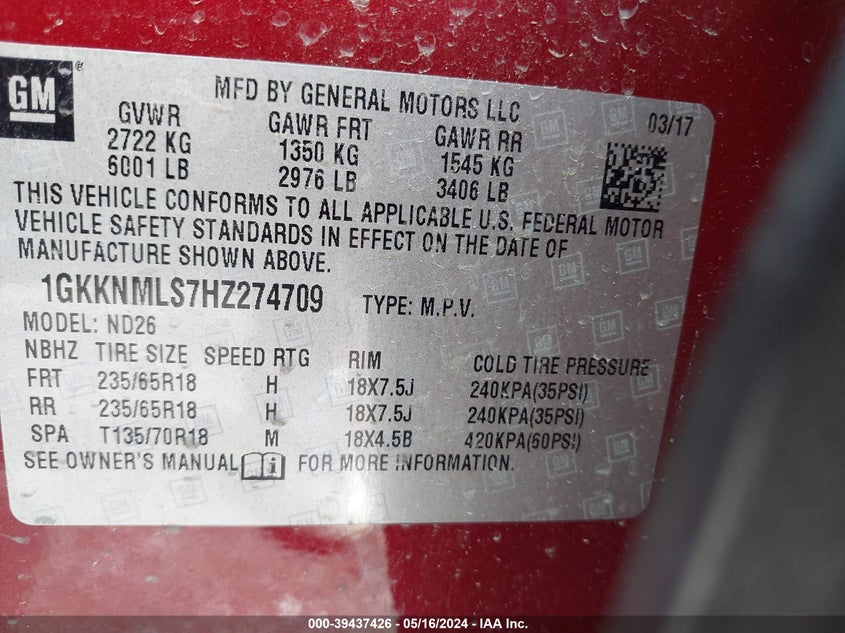 GM ®
MFD BY GENERAL MOTORS LLC
03/17
GVWR GAWR FRT GAWR RR
2722 KG 1350 KG 1545 KG
6001 LB 2976 LB 3406 LB
THIS VEHICLE CONFORMS TO ALL APPLICABLE U.S. FEDERAL MOTOR
VEHICLE SAFETY STANDARDS IN EFFECT ON THE DATE OF
MANUFACTURE SHOWN ABOVE.
1GKKNMLS7HZ274709 TYPE: M.P.V.
MODEL: ND26
NBHZ TIRE SIZE SPEED RTG RIM COLD TIRE PRESSURE
FRT 235/65R18 H 18X7.5J 240KPA(35PSI)
RR 235/65R18 H 18X7.5J 240KPA(35PSI)
SPA T135/70R18 M 18X4.5B 420KPA(60PSI)
SEE OWNER'S MANUAL i FOR MORE INFORMATION.
000-39437426 - 05/16/2024 - IAA Inc.